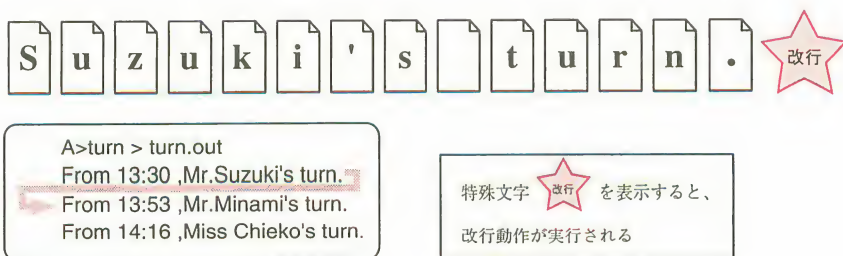 Suzuki's turn. 改行
A>turn > turn.out
From 13:30 ,Mr.Suzuki's turn.
From 13:53 ,Mr.Minami's turn.
From 14:16 ,Miss Chieko's turn.
特殊文字 改行 を表示すると、
改行動作が実行される